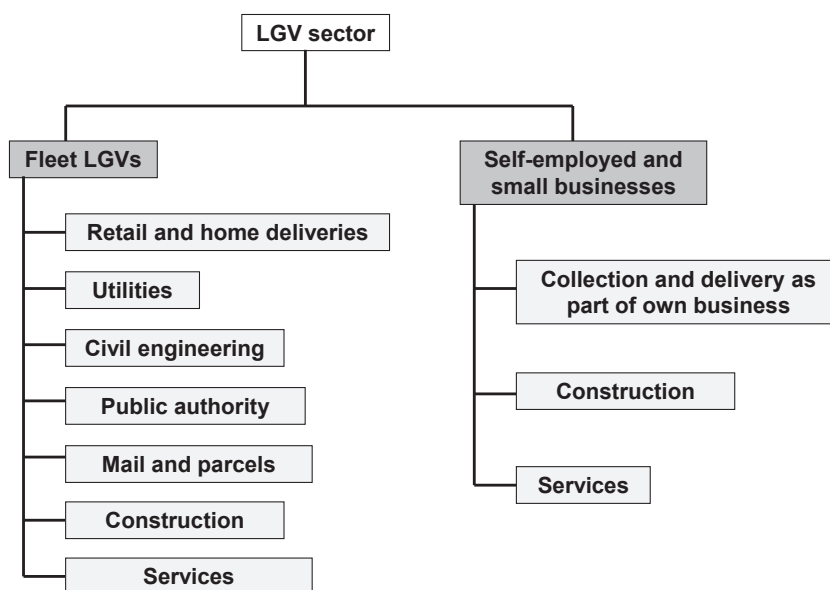 LGV sector
Fleet LGVs
Retail and home deliveries
Utilities
Civil engineering
Public authority
Mail and parcels
Construction
Services
Self-employed and
small businesses
Collection and delivery as
part of own business
Construction
Services